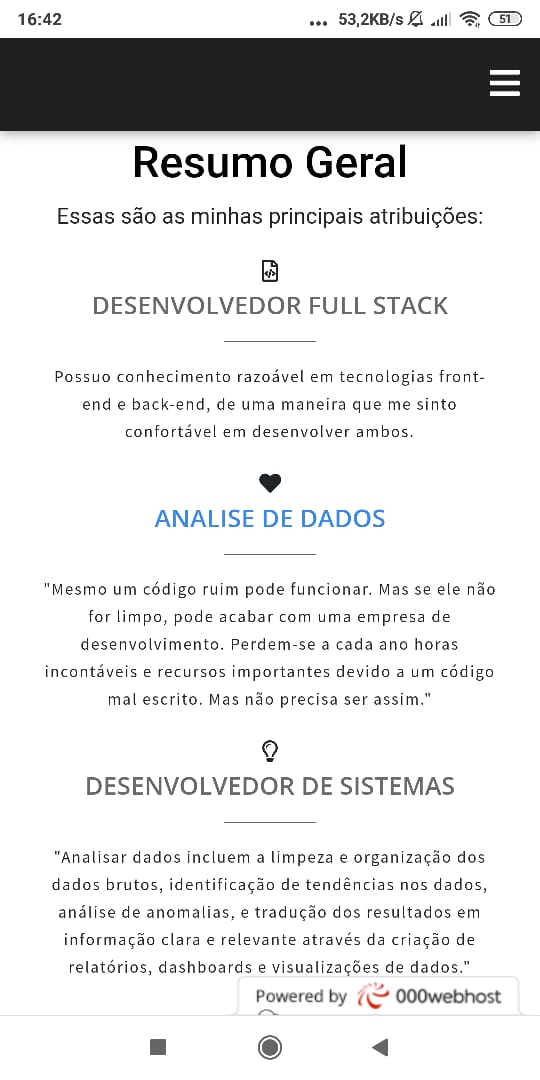 16:42
... 53,2KB/s 51
Resumo Geral
Essas são as minhas principais atribuições:
DESENVOLVEDOR FULL STACK
Possuo conhecimento razoável em tecnologias front-
end e back-end, de uma maneira que me sinto
confortável em desenvolver ambos.
ANALISE DE DADOS
"Mesmo um código ruim pode funcionar. Mas se ele não
for limpo, pode acabar com uma empresa de
desenvolvimento. Perdem-se a cada ano horas
incontáveis e recursos importantes devido a um código
mal escrito. Mas não precisa ser assim."
DESENVOLVEDOR DE SISTEMAS
"Analisar dados incluem a limpeza e organização dos
dados brutos, identificação de tendências nos dados,
análise de anomalias, e tradução dos resultados em
informação clara e relevante através da criação de
relatórios, dashboards e visualizações de dados."
Powered by 000webhost